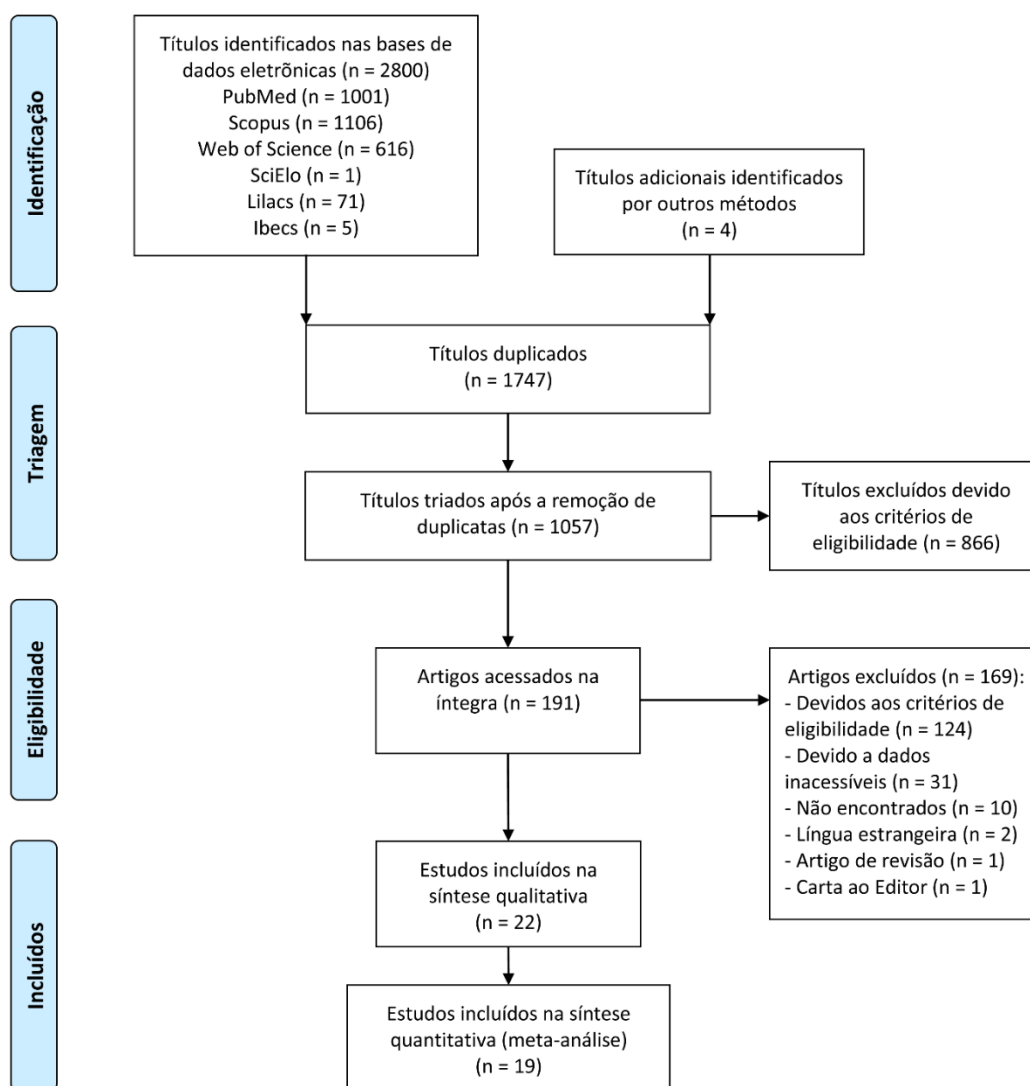 Identificação
Títulos identificados nas bases de
dados eletrõnicas (n = 2800)
PubMed (n = 1001)
Scopus (n = 1106)
Web of Science (n = 616)
SciElo (n = 1)
Lilacs (n = 71)
Ibecs (n = 5)
Títulos adicionais identificados
por outros métodos
(n = 4)
Triagem
Títulos duplicados
(n = 1747)
Títulos triados após a remoção de
duplicatas (n = 1057)
Títulos excluídos devido
aos critérios de
eligibilidade (n = 866)
Eligibilidade
Artigos acessados na
íntegra (n = 191)
Artigos excluídos (n = 169):
- Devidos aos critérios de
eligibilidade (n = 124)
- Devido a dados
inacessíveis (n = 31)
- Não encontrados (n = 10)
- Língua estrangeira (n = 2)
- Artigo de revisão (n = 1)
- Carta ao Editor (n = 1)
Incluídos
Estudos incluídos na
síntese qualitativa
(n = 22)
Estudos incluídos na síntese
quantitativa (meta-análise)
(n = 19)